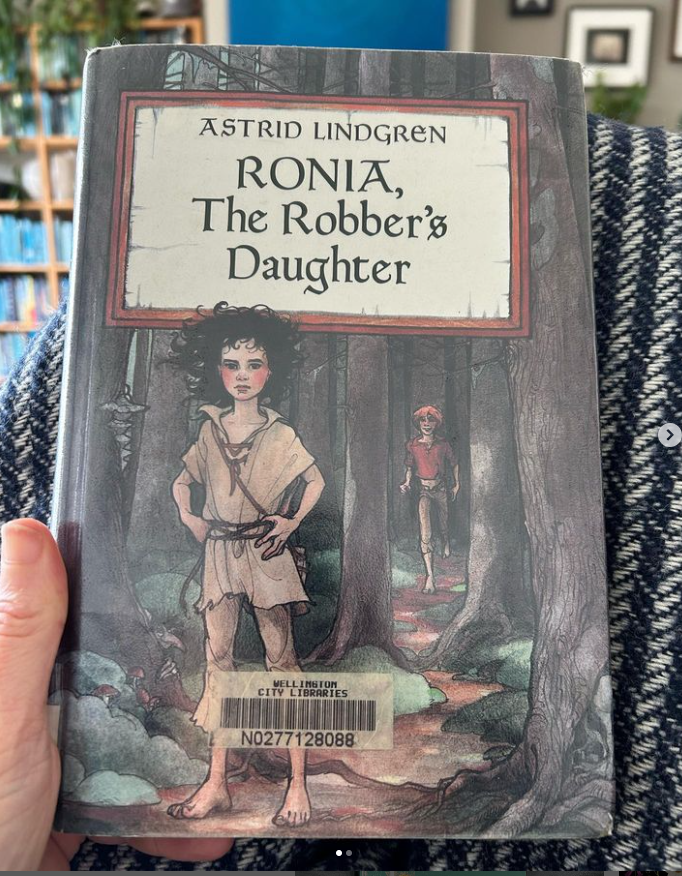 ASTRID LINDGREN
RONIA,
The Robber's
Daughter
WELLINGTON
CITY LIBRARIES
N0277128088